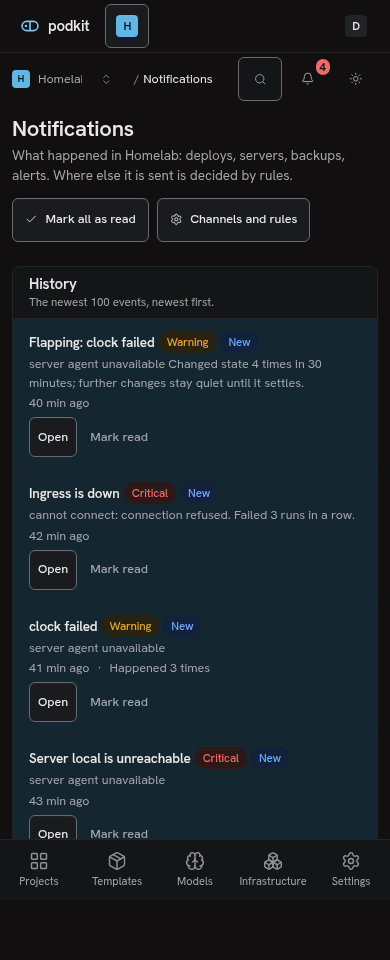 podkit
H
D
H
Homelal
/ Notifications
4
Notifications
What happened in Homelab: deploys, servers, backups,
alerts. Where else it is sent is decided by rules.
Mark all as read
Channels and rules
History
The newest 100 events, newest first.
Flapping: clock failed Warning New
server agent unavailable Changed state 4 times in 30
minutes; further changes stay quiet until it settles.
40 min ago
Open Mark read
Ingress is down Critical New
cannot connect: connection refused. Failed 3 runs in a row.
42 min ago
Open Mark read
clock failed Warning New
server agent unavailable
41 min ago · Happened 3 times
Open Mark read
Server local is unreachable Critical New
server agent unavailable
43 min ago
Open Mark read
Projects Templates Models Infrastructure Settings